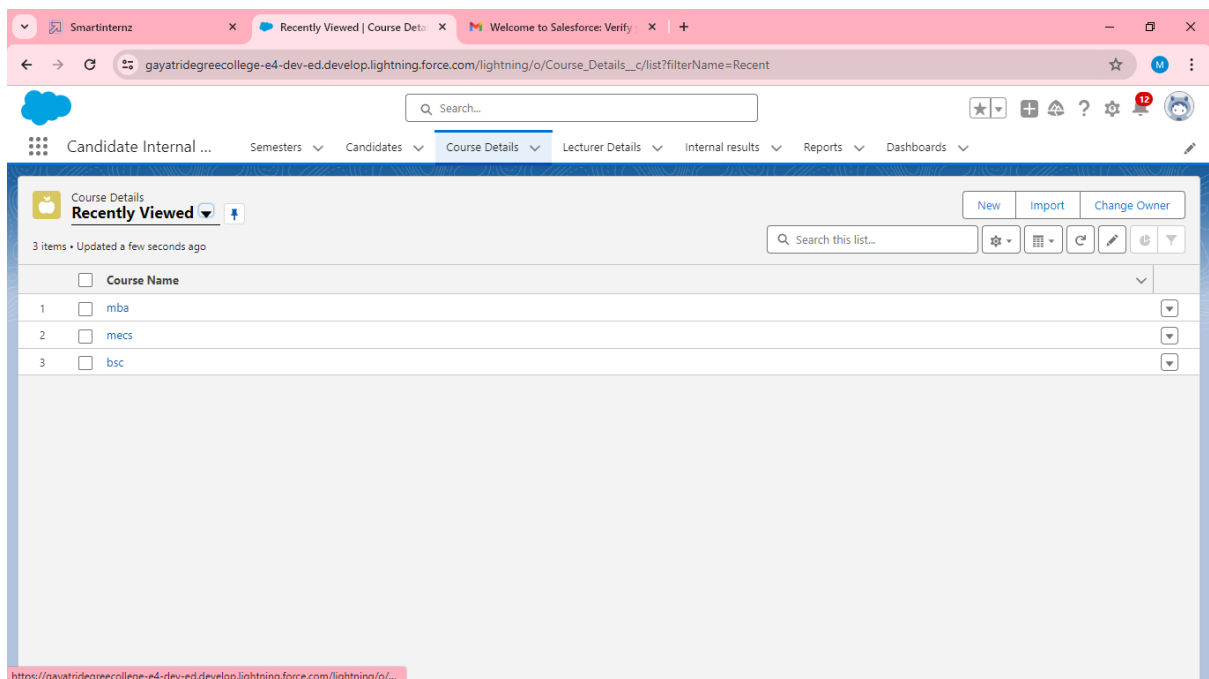 Smartinternz
Recently Viewed | Course Deta
Welcome to Salesforce: Verify
gayatridegreecollege-e4-dev-ed.develop.lightning.force.com/lightning/o/Course_Details__c/list?filterName=Recent
M
Search...
12
Candidate Internal ... Semesters Candidates Course Details Lecturer Details Internal results Reports Dashboards
Course Details
Recently Viewed
New Import Change Owner
3 items • Updated a few seconds ago
Search this list...
Course Name
1 mba
2 mecs
3 bsc
https://gayatridegreecollege-e4-dev-ed.develop.lightning.force.com/lightning/o/...